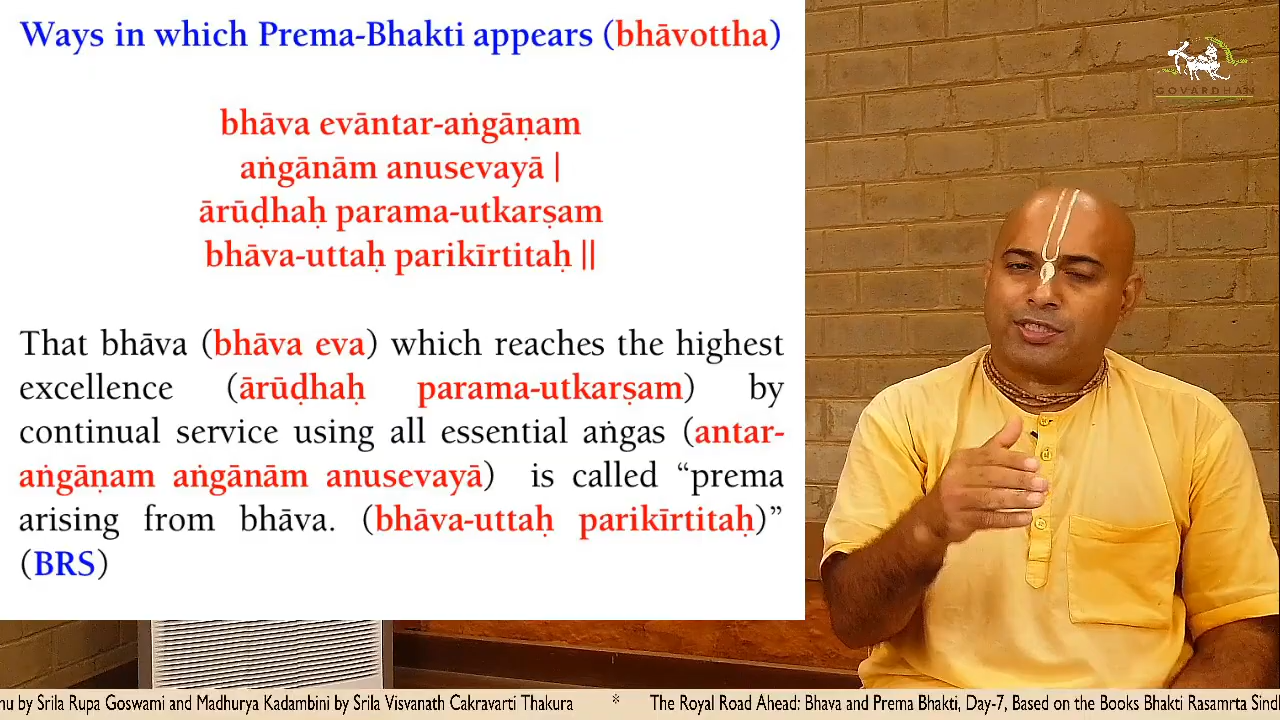 Ways in which Prema-Bhakti appears (bhāvottha)
bhāva evāntar-aṅgāṇam
aṅgānām anusevayā |
ārūḍhaḥ parama-utkarṣam
bhāva-uttaḥ parikīrtitaḥ ||
That bhāva (bhāva eva) which reaches the highest
excellence (ārūḍhaḥ parama-utkarṣam) by
continual service using all essential aṅgas (antar-
aṅgāṇam aṅgānām anusevayā) is called “prema
arising from bhāva. (bhāva-uttaḥ parikīrtitaḥ)”
(BRS)
GOVARDHAN
nu by Srila Rupa Goswami and Madhurya Kadambini by Srila Visvanath Cakravarti Thakura * The Royal Road Ahead: Bhava and Prema Bhakti, Day-7, Based on the Books Bhakti Rasamrta Sind